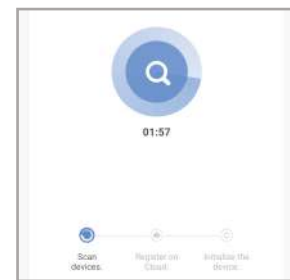 01:57
Scan
devices.
Register on
Cloud.
Initialize the
device.